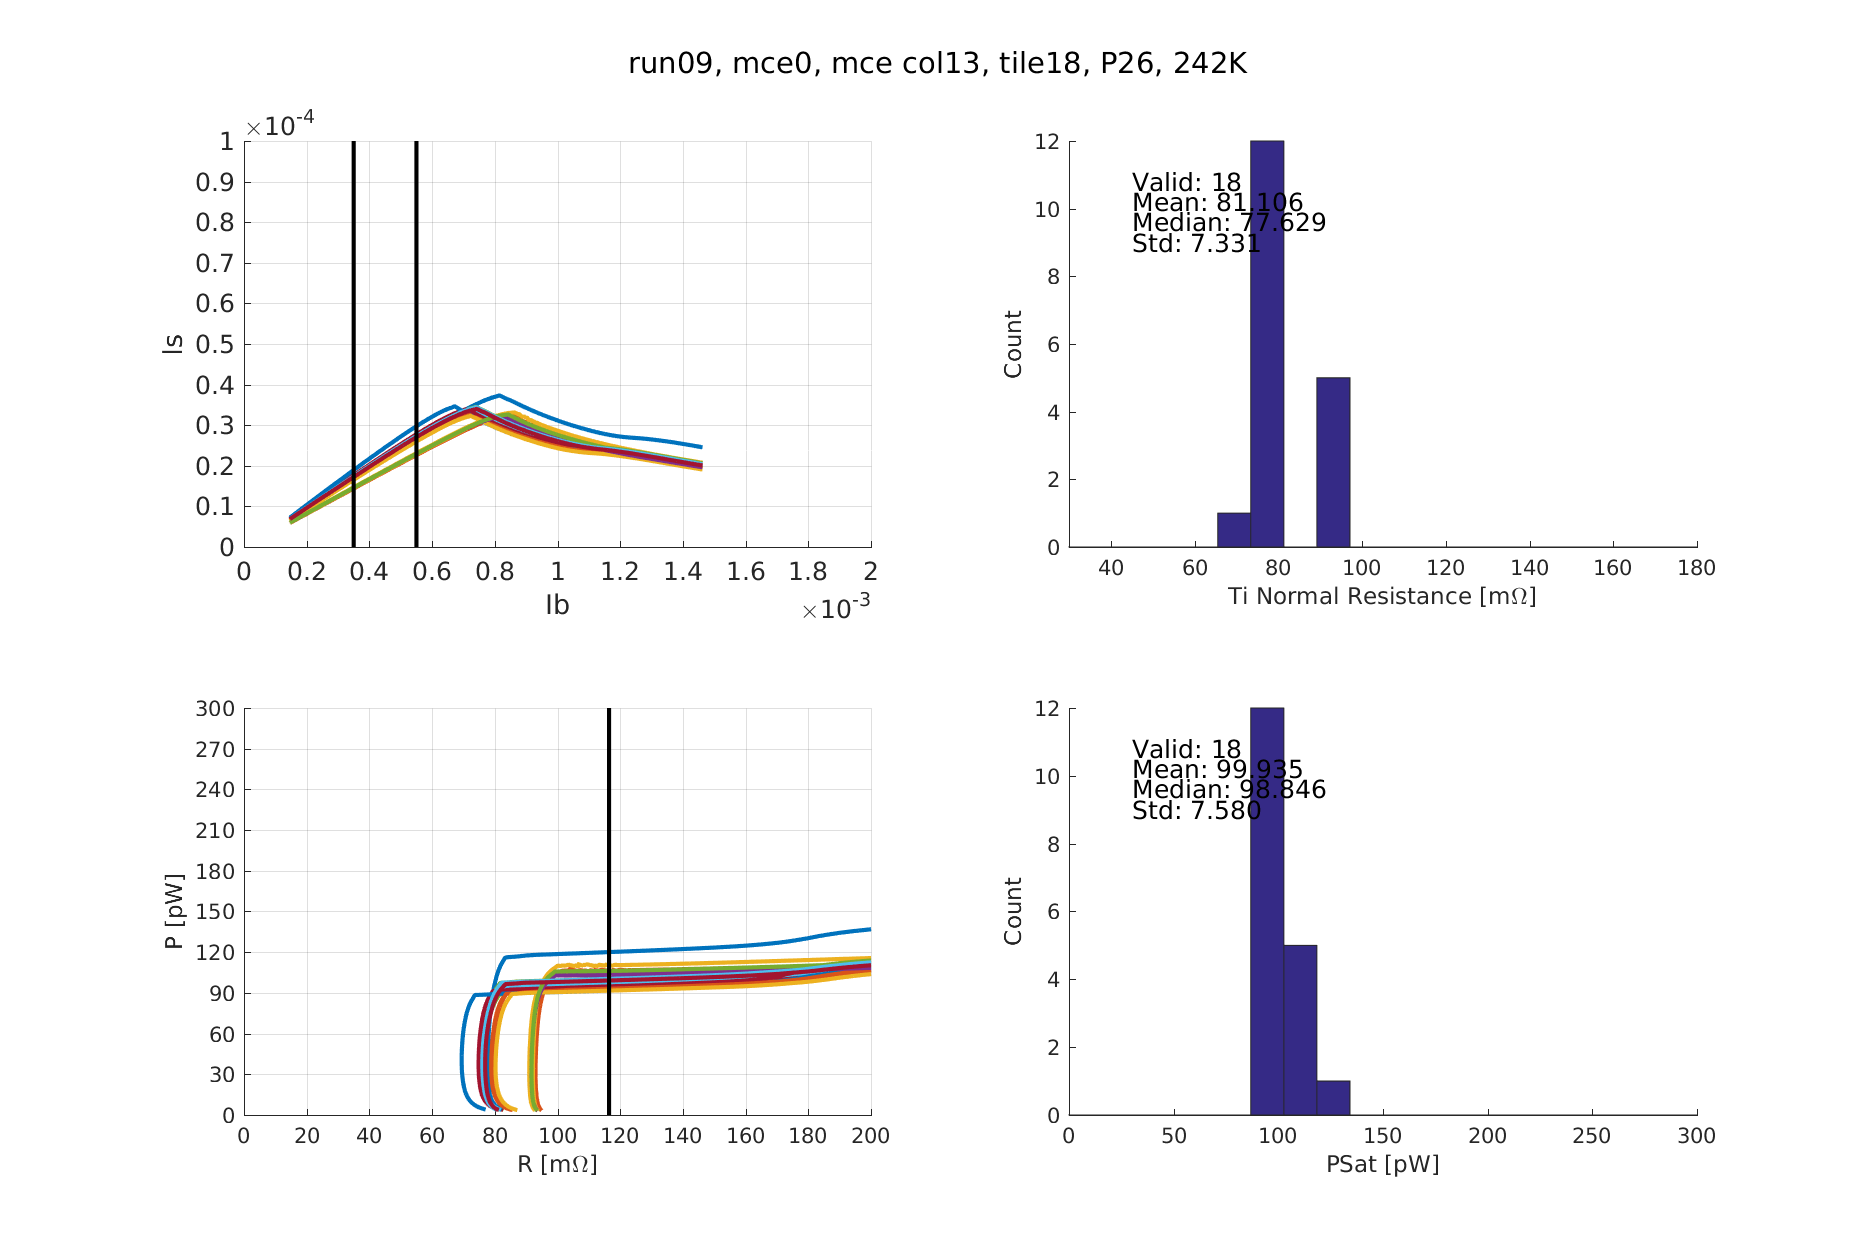 run09, mce0, mce col13, tile18, P26, 242K
×10-4
1
0.9
0.8
0.7
0.6
0.5
0.4
0.3
0.2
0.1
0
Is
0 0.2 0.4 0.6 0.8 1 1.2 1.4 1.6 1.8 2
Ib
×10-3
12
10
8
6
4
2
0
Count
Valid: 18
Mean: 81.106
Median: 77.629
Std: 7.331
40 60 80 100 120 140 160 180
Ti Normal Resistance [mΩ]
300
270
240
210
180
150
120
90
60
30
0
P [pW]
0 20 40 60 80 100 120 140 160 180 200
R [mΩ]
12
10
8
6
4
2
0
Count
Valid: 18
Mean: 99.935
Median: 98.846
Std: 7.580
0 50 100 150 200 250 300
PSat [pW]